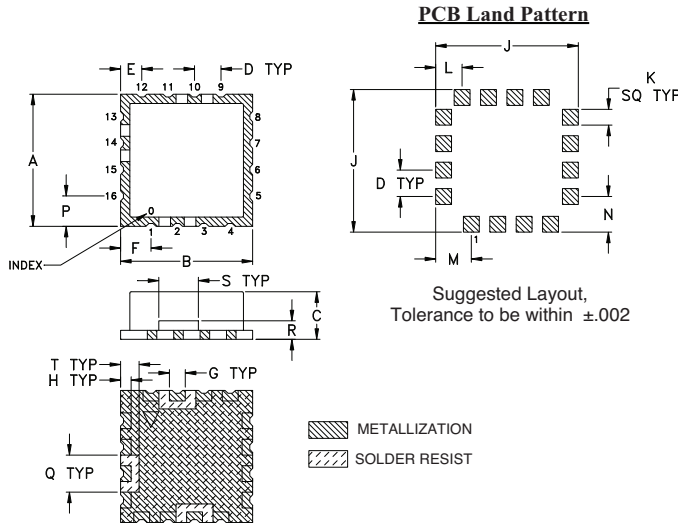 PCB Land Pattern
E
D TYP
12 11 10 9
13
14
15
16
8
7
6
5
A
P
0
1 2 3 4
F
B
INDEX
S TYP
C
R
T TYP
H TYP
G TYP
Q TYP
J
L
K
SQ TYP
J
D TYP
N
M
1
Suggested Layout,
Tolerance to be within ±.002
METALLIZATION
SOLDER RESIST